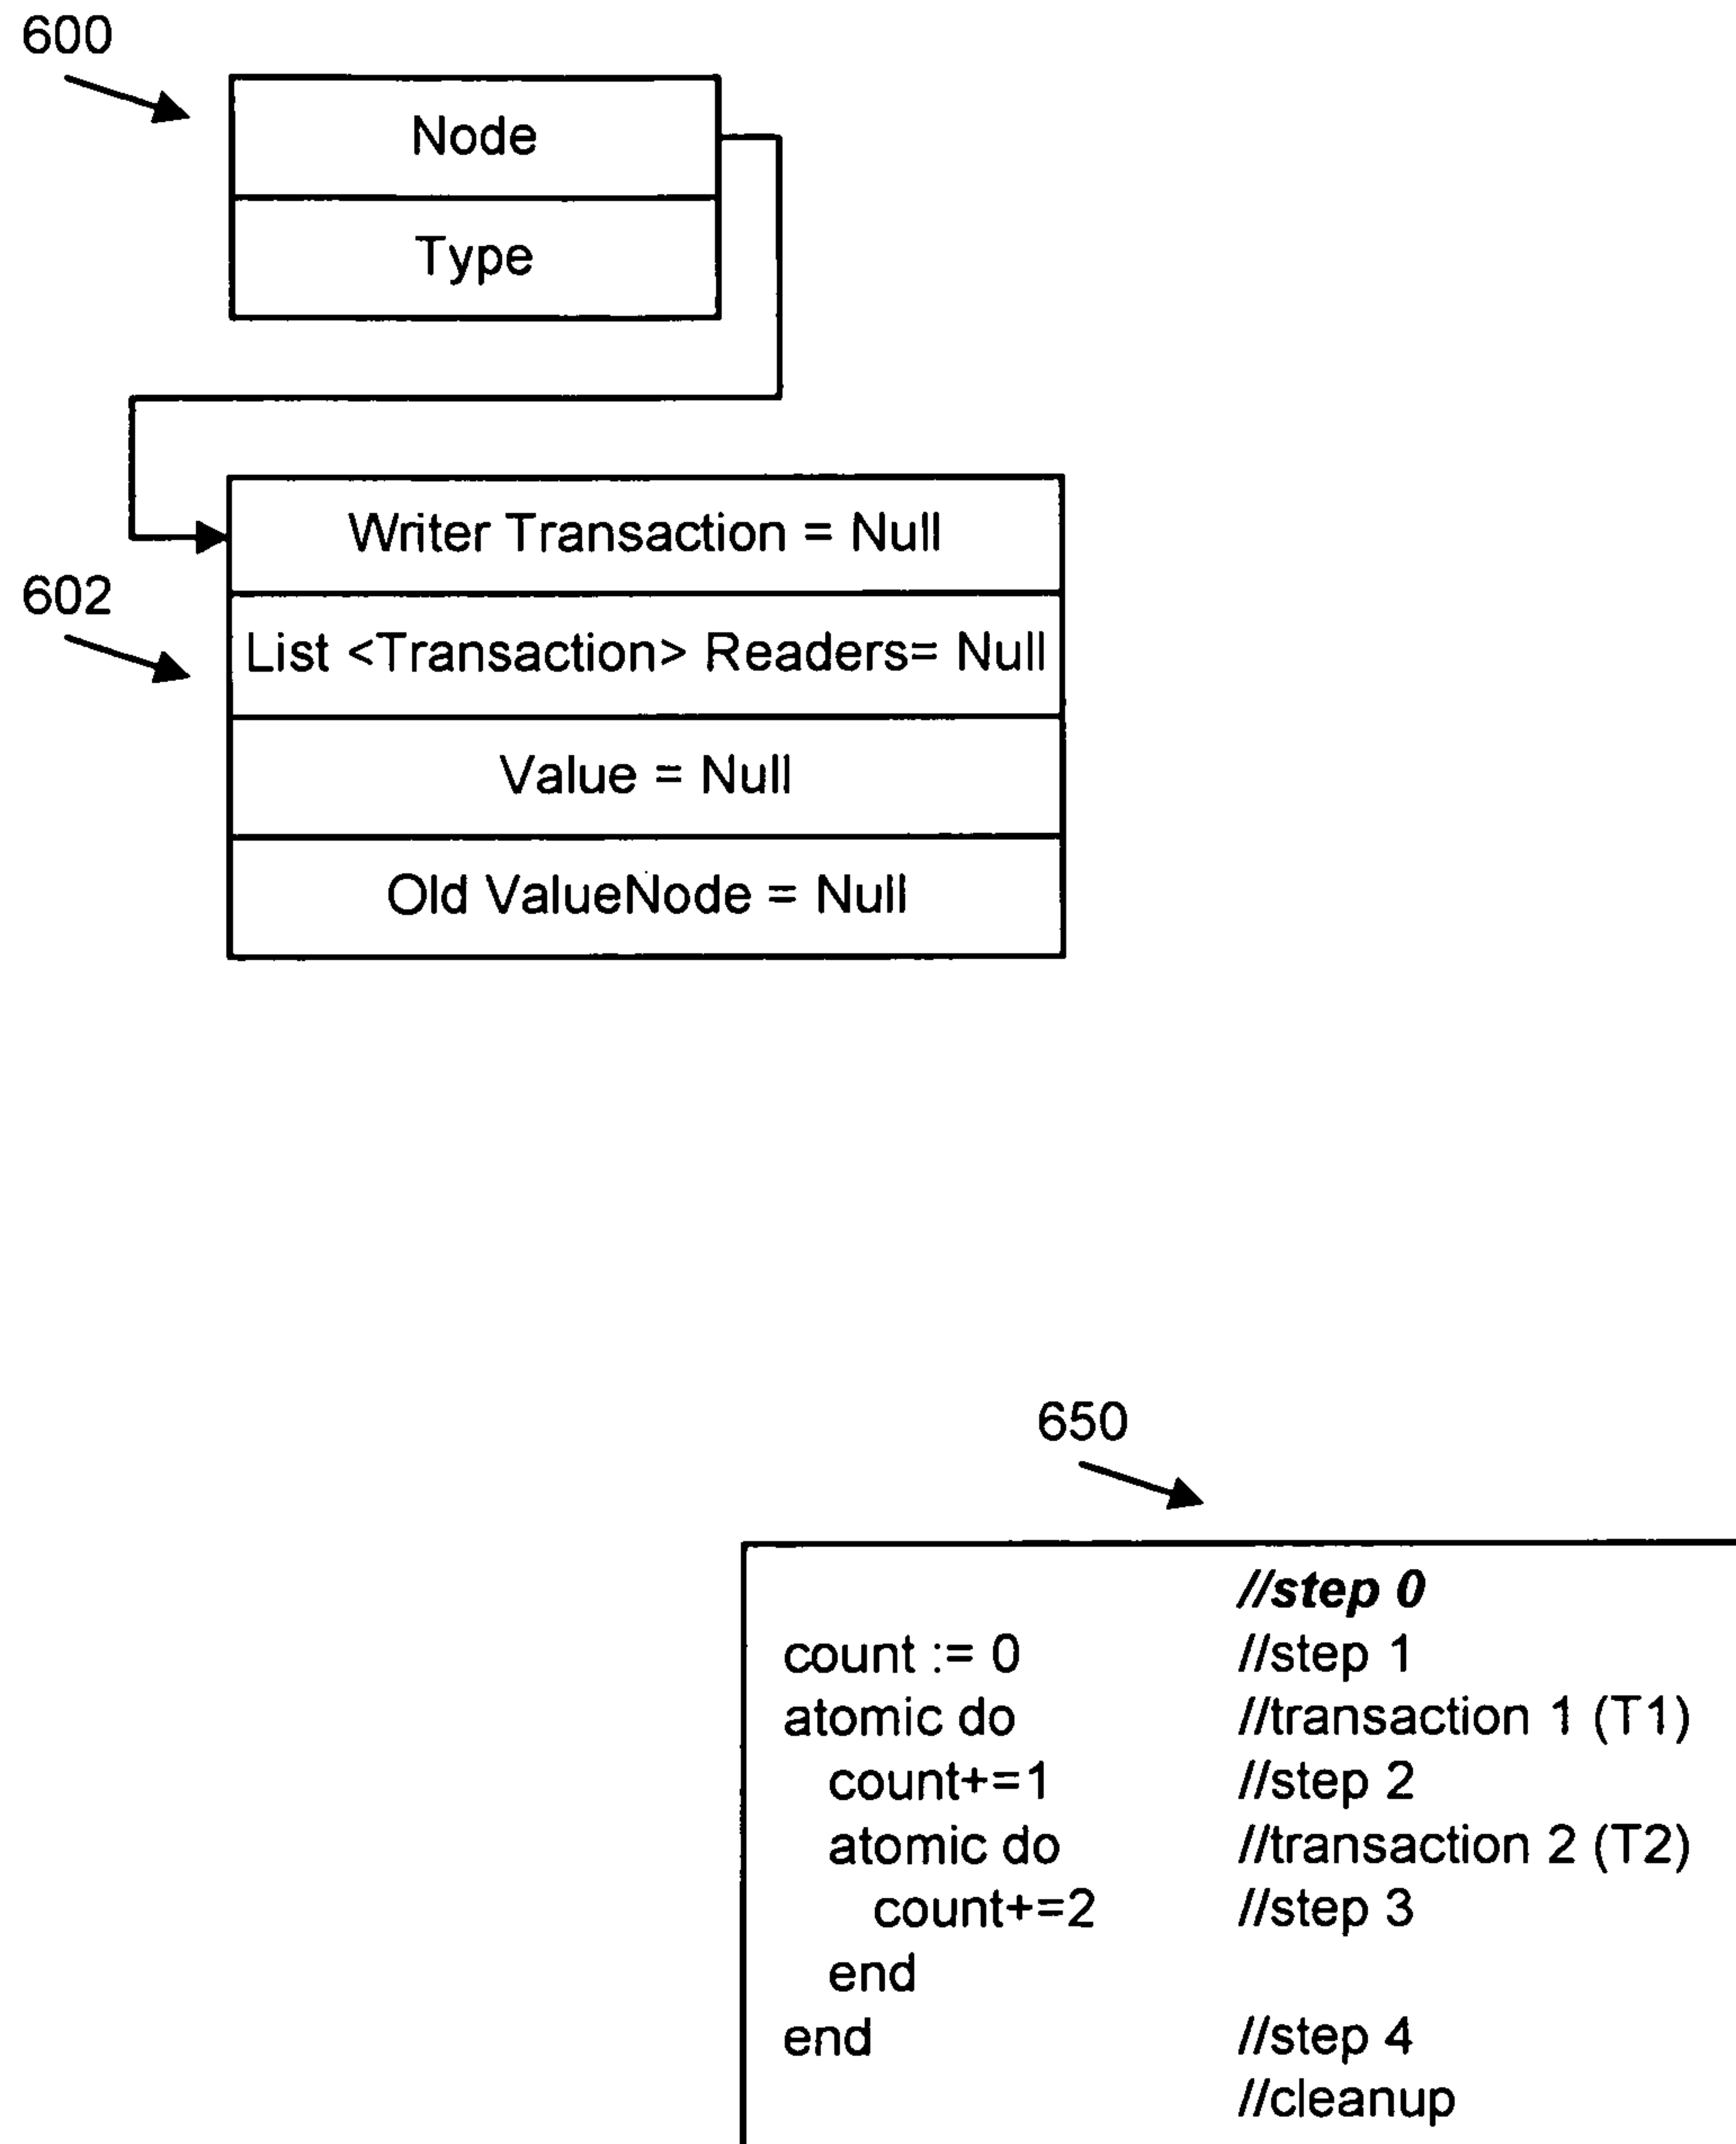 600
Node
Type
Writer Transaction = Null
602
List <Transaction> Readers= Null
Value = Null
Old ValueNode = Null
650
//step 0
count := 0 //step 1
atomic do //transaction 1 (T1)
count+=1 //step 2
atomic do //transaction 2 (T2)
count+=2 //step 3
end
end //step 4
//cleanup